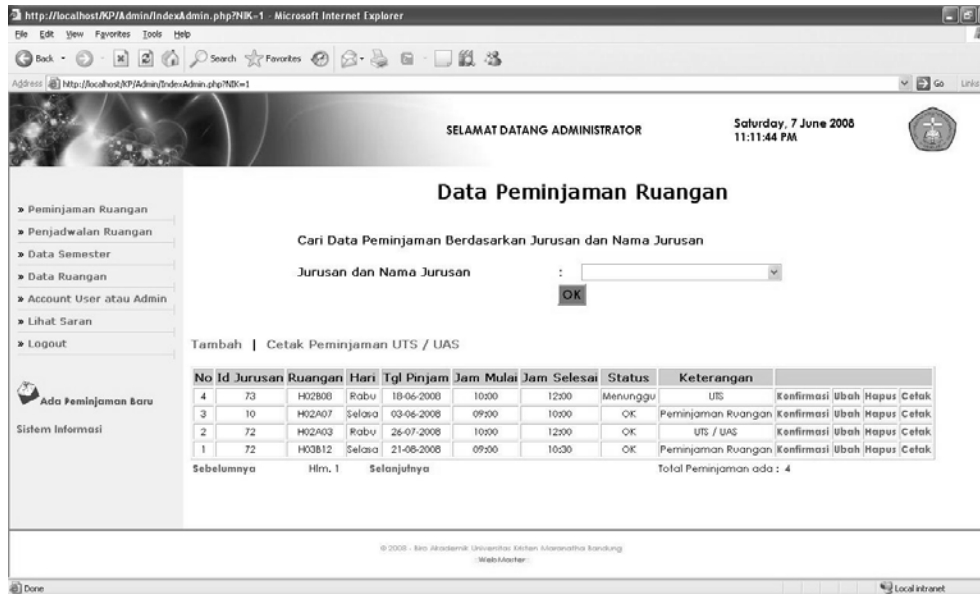 http://localhost/KP/Admin/IndexAdmin.php?NIK=1 - Microsoft Internet Explorer
File Edit View Favorites Tools Help
Back Search Favorites
Address http://localhost/KP/Admin/IndexAdmin.php?NIK=1 Go Links
SELAMAT DATANG ADMINISTRATOR
Saturday, 7 June 2008
11:11:44 PM
Data Peminjaman Ruangan
» Peminjaman Ruangan
» Penjadwalan Ruangan
» Data Semester
» Data Ruangan
» Account User atau Admin
» Lihat Saran
» Logout
Ada Peminjaman Baru
Sistem Informasi
Cari Data Peminjaman Berdasarkan Jurusan dan Nama Jurusan
Jurusan dan Nama Jurusan :
OK
Tambah | Cetak Peminjaman UTS / UAS
No Id Jurusan Ruangan Hari Tgl Pinjam Jam Mulai Jam Selesai Status Keterangan
4 73 H02B08 Rabu 18-06-2008 10:00 12:00 Menunggu UTS Konfirmasi Ubah Hapus Cetak
3 10 H02A07 Selasa 03-06-2008 09:00 10:00 OK Peminjaman Ruangan Konfirmasi Ubah Hapus Cetak
2 72 H02A03 Rabu 26-07-2008 10:00 12:00 OK UTS / UAS Konfirmasi Ubah Hapus Cetak
1 72 H03B12 Selasa 21-08-2008 09:00 10:30 OK Peminjaman Ruangan Konfirmasi Ubah Hapus Cetak
Sebelumnya Hlm. 1 Selanjutnya Total Peminjaman ada : 4
© 2008 - Biro Akademik Universitas Kristen Maranatha Bandung
: Web Master :
Done Local intranet